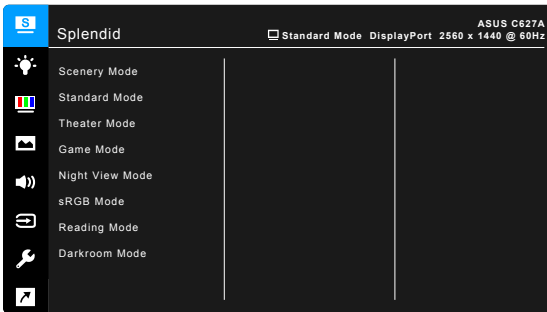 S
Splendid
ASUS C627A
Standard Mode DisplayPort 2560 x 1440 @ 60Hz
Scenery Mode
Standard Mode
Theater Mode
Game Mode
Night View Mode
sRGB Mode
Reading Mode
Darkroom Mode